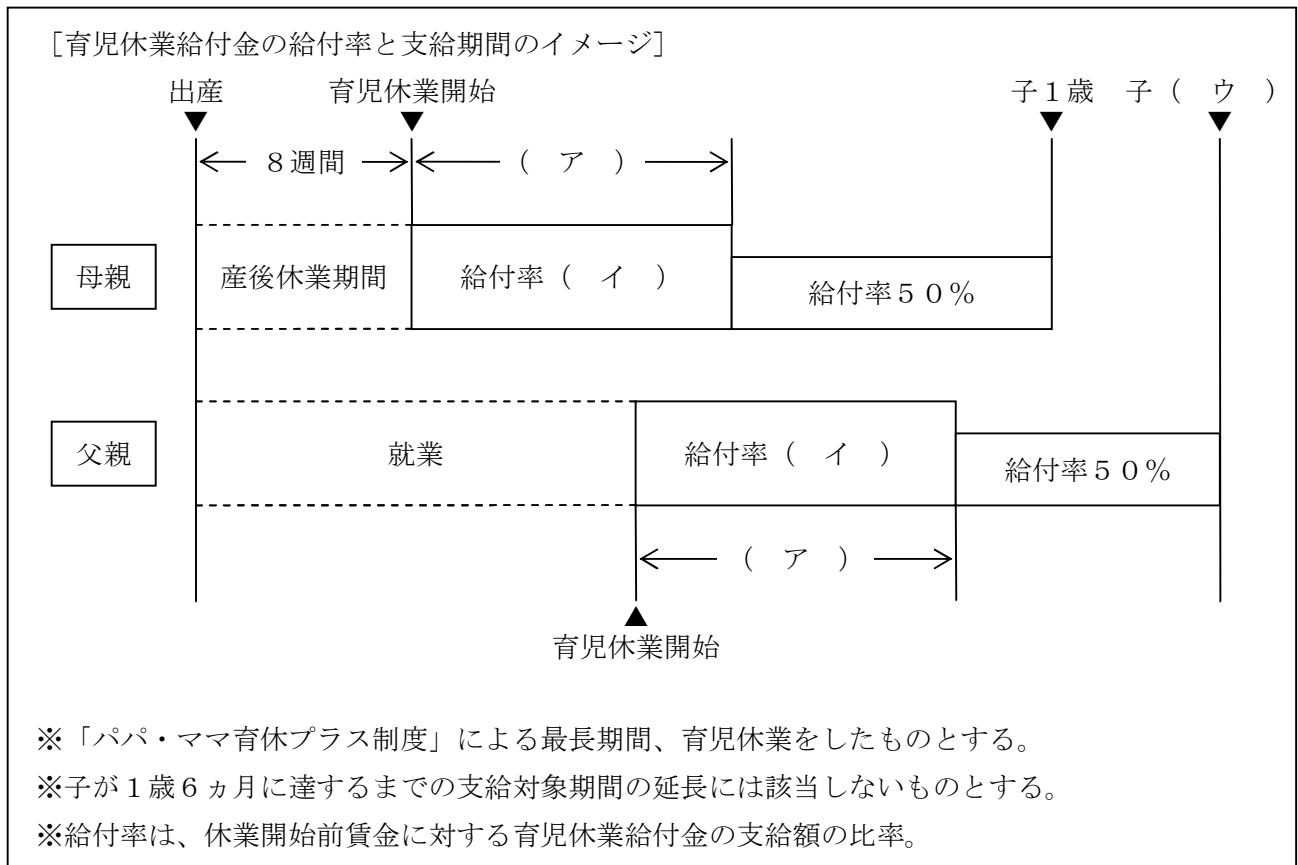 ［育児休業給付金の給付率と支給期間のイメージ］
出産　育児休業開始　子１歳　子（　ウ　）
８週間　（　ア　）
母親　産後休業期間　給付率（　イ　）　給付率５０％
父親　就業　給付率（　イ　）　給付率５０％
（　ア　）
育児休業開始
※「パパ・ママ育休プラス制度」による最長期間、育児休業をしたものとする。
※子が１歳６ヵ月に達するまでの支給対象期間の延長には該当しないものとする。
※給付率は、休業開始前賃金に対する育児休業給付金の支給額の比率。